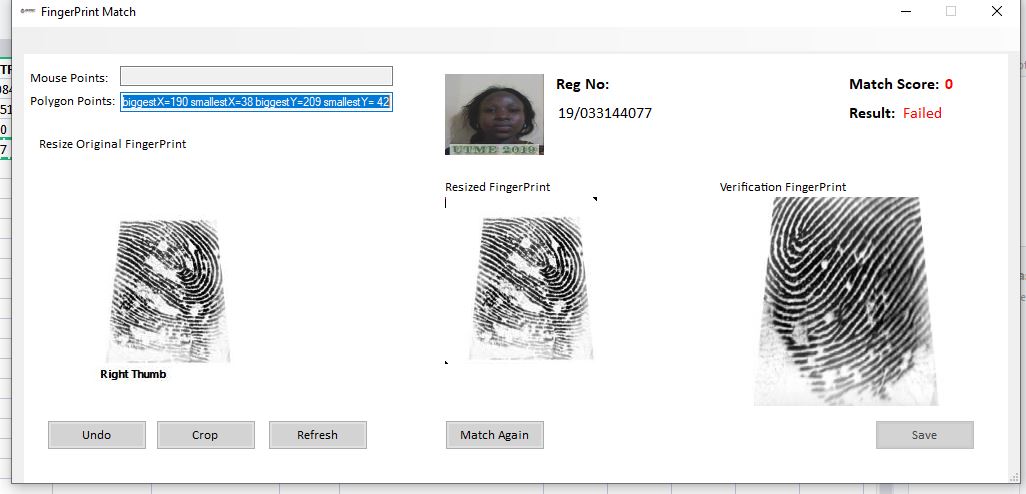 FingerPrint Match
Mouse Points:
Polygon Points: biggestX=190 smallestX=38 biggestY=209 smallestY= 42
Resize Original FingerPrint
UTME 2019
Reg No:
19/033144077
Match Score: 0
Result: Failed
Resized FingerPrint
Verification FingerPrint
Right Thumb
Undo
Crop
Refresh
Match Again
Save